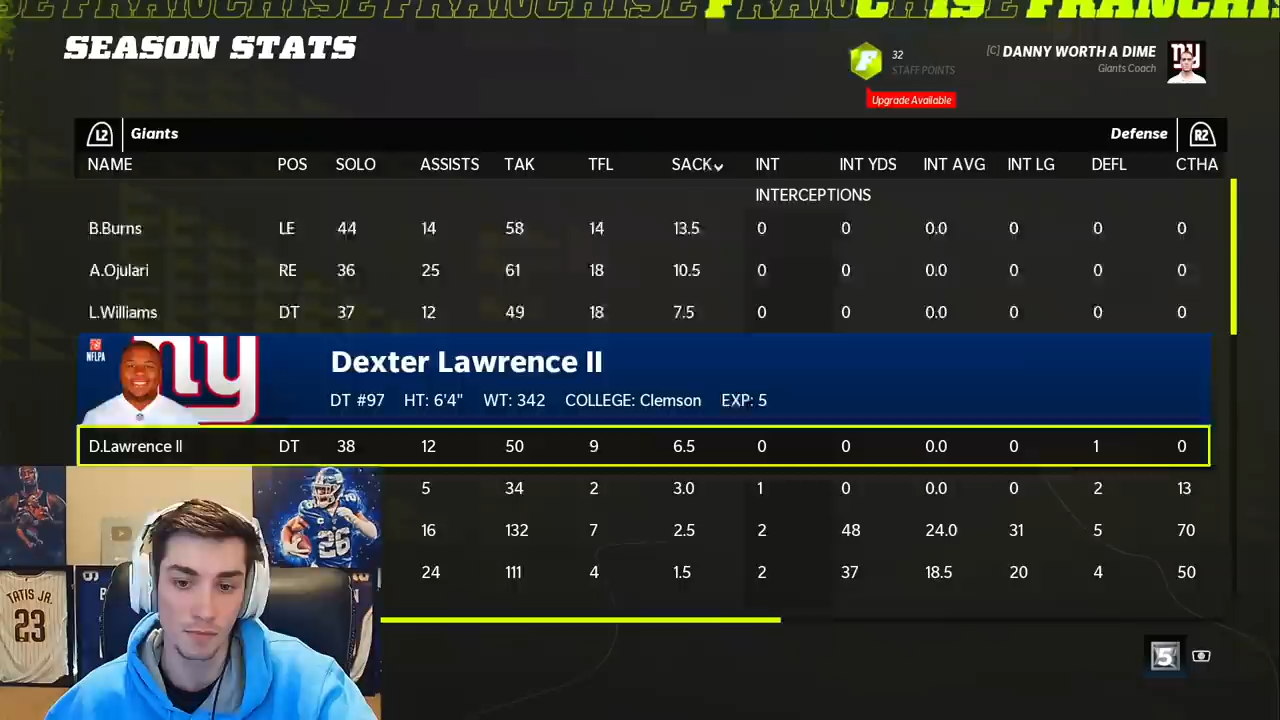 FRANCHISE FRANCHISE FRANCHISE FRANCHISE FRANCHI
SEASON STATS
32
STAFF POINTS
Upgrade Available
[C] DANNY WORTH A DIME
Giants Coach
ny
L2 Giants Defense R2
NAME POS SOLO ASSISTS TAK TFL SACK INT INT YDS INT AVG INT LG DEFL CTHA
INTERCEPTIONS
B.Burns LE 44 14 58 14 13.5 0 0 0.0 0 0 0
A.Ojulari RE 36 25 61 18 10.5 0 0 0.0 0 0 0
L.Williams DT 37 12 49 18 7.5 0 0 0.0 0 0 0
NFLPA
ny
Dexter Lawrence II
DT #97 HT: 6'4" WT: 342 COLLEGE: Clemson EXP: 5
D.Lawrence II DT 38 12 50 9 6.5 0 0 0.0 0 1 0
5 34 2 3.0 1 0 0.0 0 2 13
16 132 7 2.5 2 48 24.0 31 5 70
24 111 4 1.5 2 37 18.5 20 4 50
26
TATIS JR.
23
5